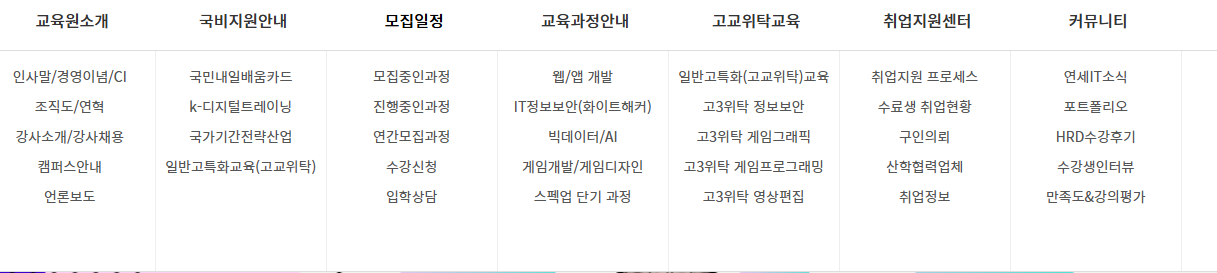 교육원소개 국비지원안내 모집일정 교육과정안내 고교위탁교육 취업지원센터 커뮤니티
인사말/경영이념/CI 국민내일배움카드 모집중인과정 웹/앱 개발 일반고특화(고교위탁)교육 취업지원 프로세스 연세IT소식
조직도/연혁 k-디지털트레이닝 진행중인과정 IT정보보안(화이트해커) 고3위탁 정보보안 수료생 취업현황 포트폴리오
강사소개/강사채용 국가기간전략산업 연간모집과정 빅데이터/AI 고3위탁 게임그래픽 구인의뢰 HRD수강후기
캠퍼스안내 일반고특화교육(고교위탁) 수강신청 게임개발/게임디자인 고3위탁 게임프로그래밍 산학협력업체 수강생인터뷰
언론보도 입학상담 스펙업 단기 과정 고3위탁 영상편집 취업정보 만족도&강의평가